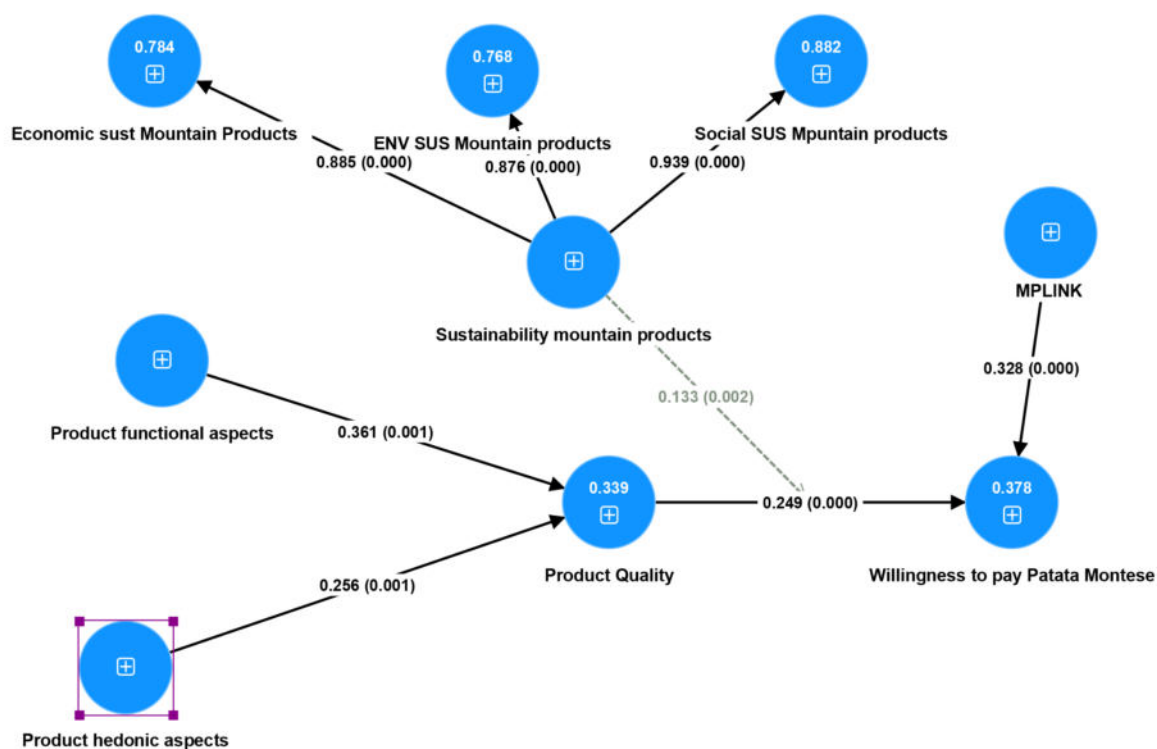 0.784
0.768
0.882
Economic sust Mountain Products
ENV SUS Mountain products
Social SUS Mpuntain products
0.885 (0.000)
0.876 (0.000)
0.939 (0.000)
MPLINK
Sustainability mountain products
0.328 (0.000)
0.133 (0.002)
Product functional aspects
0.361 (0.001)
0.339
0.249 (0.000)
0.378
Product Quality
Willingness to pay Patata Montese
0.256 (0.001)
Product hedonic aspects